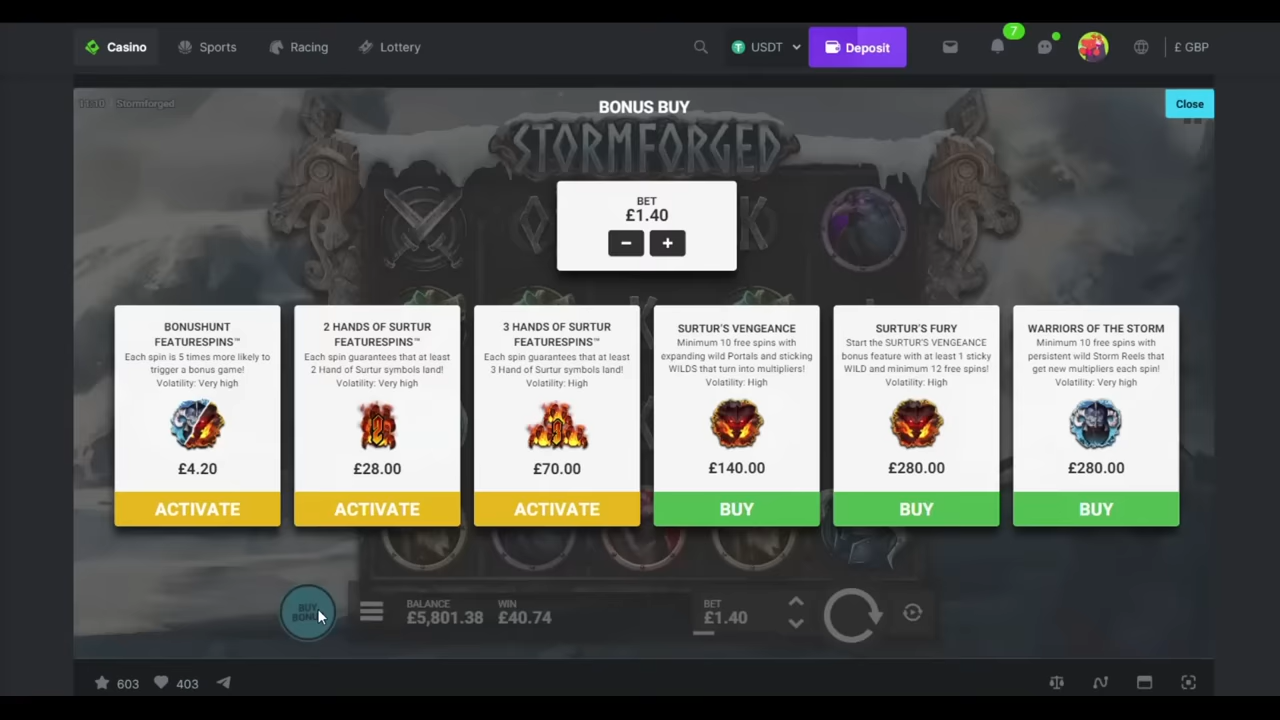 Casino
Sports
Racing
Lottery
USDT
Deposit
7
£ GBP
11:10 Stormforged
BONUS BUY
Close
STORMFORGED
BET
£1.40
−
+
K
BONUSHUNT
FEATURESPINS™
Each spin is 5 times more likely to
trigger a bonus game!
Volatility: Very high
£4.20
ACTIVATE
2 HANDS OF SURTUR
FEATURESPINS™
Each spin guarantees that at least
2 Hand of Surtur symbols land!
Volatility: Very high
2
£28.00
ACTIVATE
3 HANDS OF SURTUR
FEATURESPINS™
Each spin guarantees that at least
3 Hand of Surtur symbols land!
Volatility: High
3
£70.00
ACTIVATE
SURTUR'S VENGEANCE
Minimum 10 free spins with
expanding wild Portals and sticking
WILDS that turn into multipliers!
Volatility: High
£140.00
BUY
SURTUR'S FURY
Start the SURTUR'S VENGEANCE
bonus feature with at least 1 sticky
WILD and minimum 12 free spins!
Volatility: High
£280.00
BUY
WARRIORS OF THE STORM
Minimum 10 free spins with
persistent wild Storm Reels that
get new multipliers each spin!
Volatility: Very high
£280.00
BUY
BUY
BONUS
BALANCE
£5,801.38
WIN
£40.74
BET
£1.40
603
403